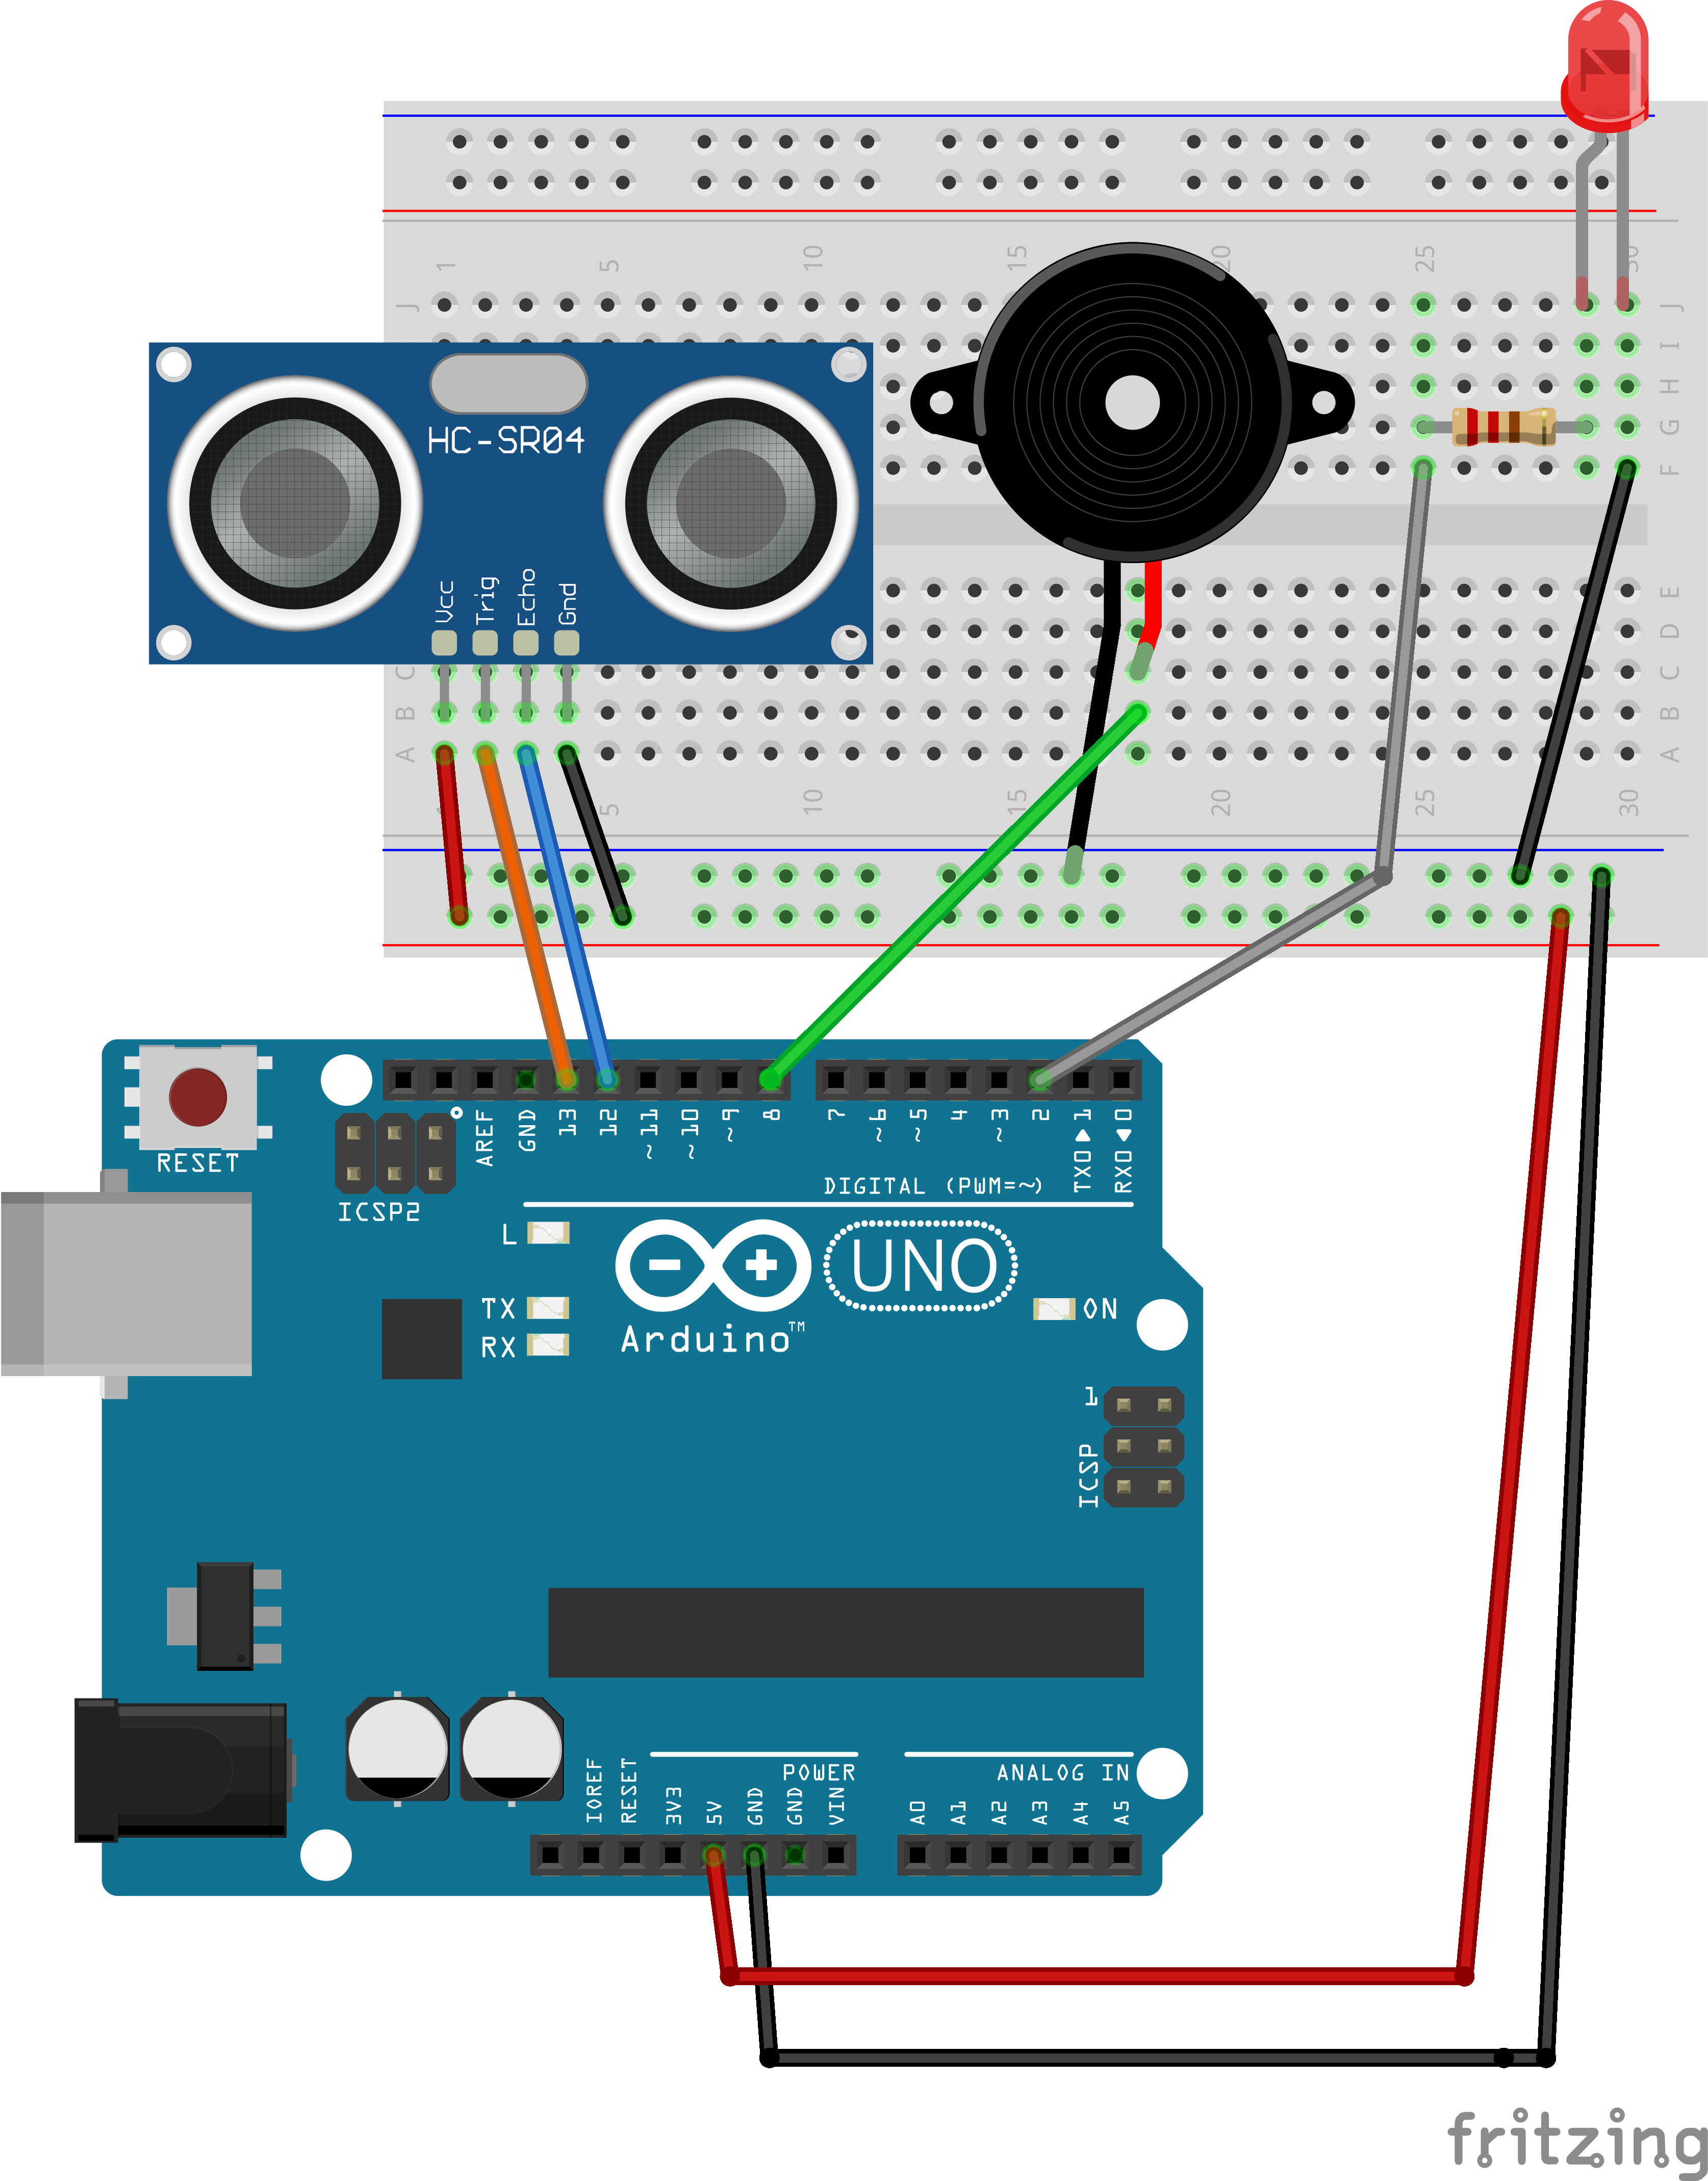 1 5 10 15 20 25 30
J J
I
H
G
F
HC-SR04
Vcc Trig Echo Gnd
E
D
C C
B B
A A
5 10 15 20 25 30
RESET
ICSP2
AREF GND 13 12 ~11 ~10 ~9 8 7 ~6 ~5 4 ~3 2 TX0▶1 RX0◀0
DIGITAL (PWM=~)
L
TX
RX
UNO
ON
Arduino™
1
ICSP
POWER
ANALOG IN
IOREF RESET 3V3 5V GND GND VIN A0 A1 A2 A3 A4 A5
fritzing